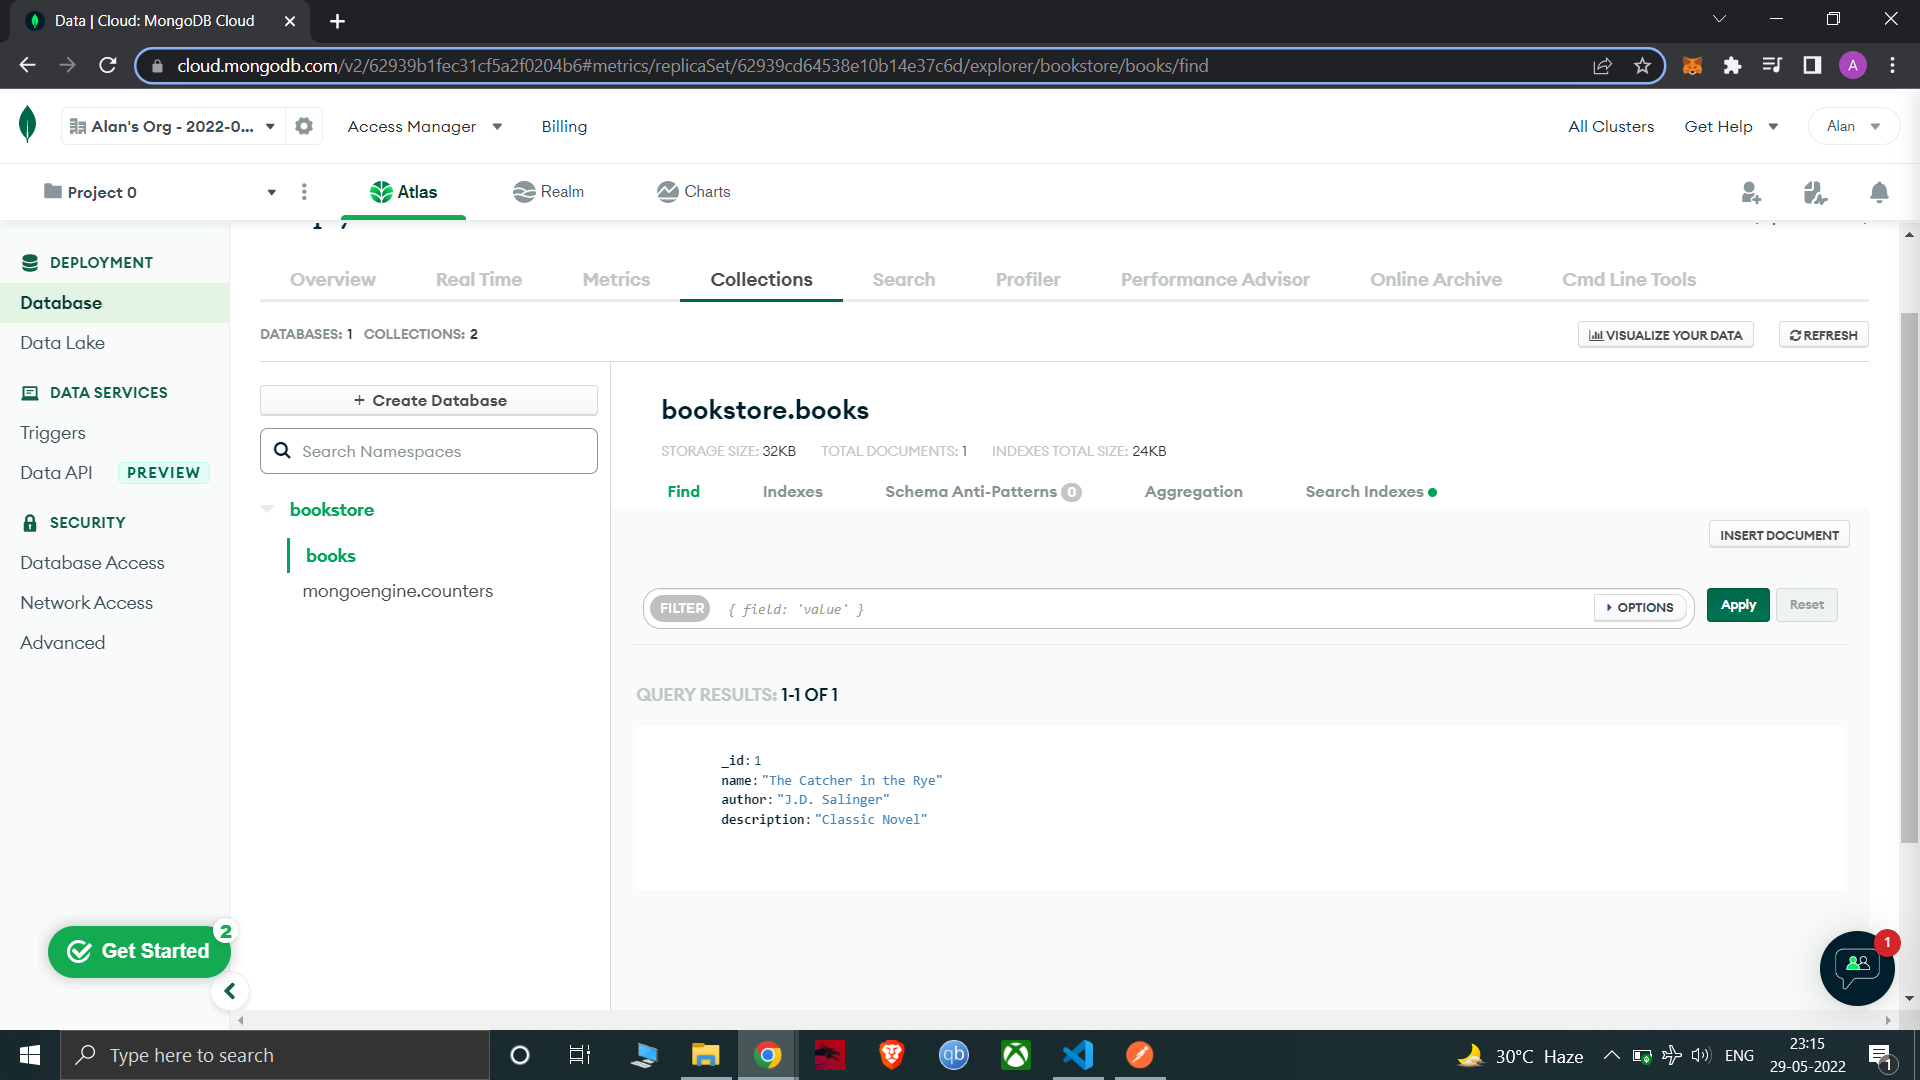 Data | Cloud: MongoDB Cloud
cloud.mongodb.com/v2/62939b1fec31cf5a2f0204b6#metrics/replicaSet/62939cd64538e10b14e37c6d/explorer/bookstore/books/find
A
Alan's Org - 2022-0...
Access Manager
Billing
All Clusters
Get Help
Alan
Project 0
Atlas
Realm
Charts
DEPLOYMENT
Database
Data Lake
DATA SERVICES
Triggers
Data API PREVIEW
SECURITY
Database Access
Network Access
Advanced
Get Started
2
Overview
Real Time
Metrics
Collections
Search
Profiler
Performance Advisor
Online Archive
Cmd Line Tools
DATABASES: 1 COLLECTIONS: 2
VISUALIZE YOUR DATA
REFRESH
+ Create Database
Search Namespaces
bookstore
books
mongoengine.counters
bookstore.books
STORAGE SIZE: 32KB TOTAL DOCUMENTS: 1 INDEXES TOTAL SIZE: 24KB
Find
Indexes
Schema Anti-Patterns 0
Aggregation
Search Indexes
INSERT DOCUMENT
FILTER { field: 'value' }
OPTIONS
Apply
Reset
QUERY RESULTS: 1-1 OF 1
_id: 1
name: "The Catcher in the Rye"
author: "J.D. Salinger"
description: "Classic Novel"
1
Type here to search
qb
30°C Haze
ENG
23:15
29-05-2022
1